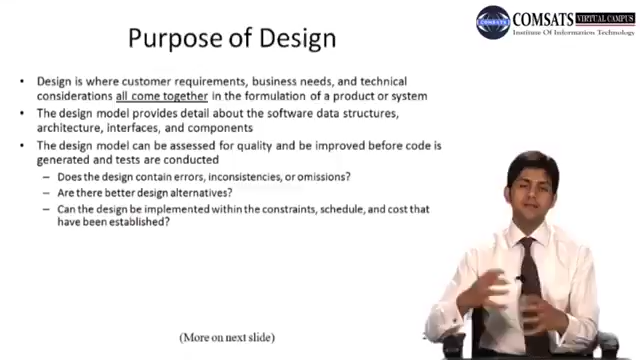 COMSATS VIRTUAL CAMPUS
Institute Of Information Technology
Purpose of Design
• Design is where customer requirements, business needs, and technical
considerations all come together in the formulation of a product or system
• The design model provides detail about the software data structures,
architecture, interfaces, and components
• The design model can be assessed for quality and be improved before code is
generated and tests are conducted
– Does the design contain errors, inconsistencies, or omissions?
– Are there better design alternatives?
– Can the design be implemented within the constraints, schedule, and cost that
have been established?
(More on next slide)